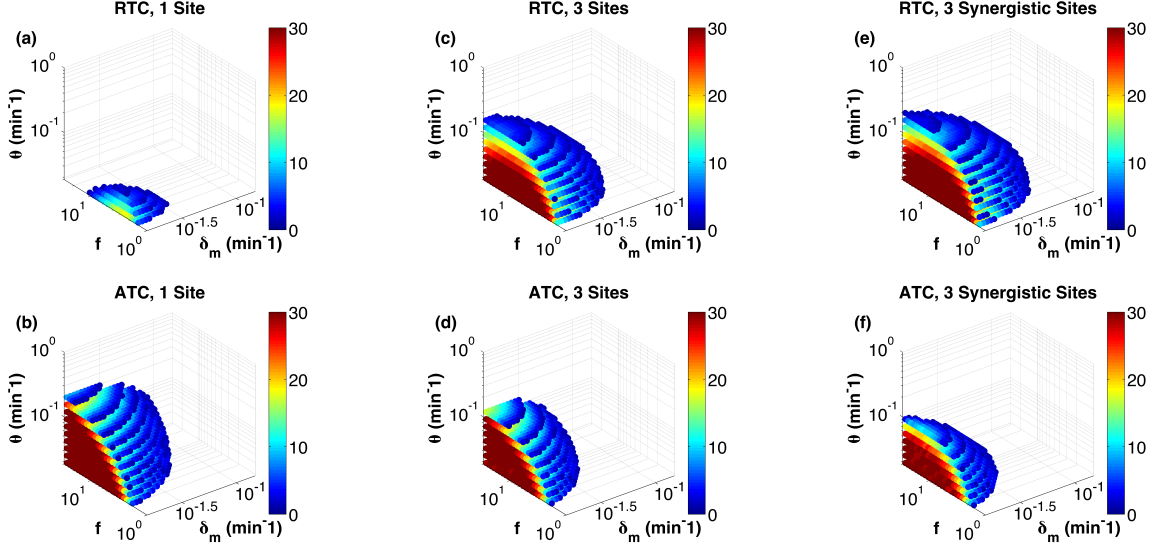 RTC, 1 Site
(a)
10^0
10^-1
θ (min^-1)
10^1
f
10^0
10^-1.5
10^-1
δ_m (min^-1)
30
20
10
0
RTC, 3 Sites
(c)
10^0
10^-1
θ (min^-1)
10^1
f
10^0
10^-1.5
10^-1
δ_m (min^-1)
30
20
10
0
RTC, 3 Synergistic Sites
(e)
10^0
10^-1
θ (min^-1)
10^1
f
10^0
10^-1.5
10^-1
δ_m (min^-1)
30
20
10
0
ATC, 1 Site
(b)
10^0
10^-1
θ (min^-1)
10^1
f
10^0
10^-1.5
10^-1
δ_m (min^-1)
30
20
10
0
ATC, 3 Sites
(d)
10^0
10^-1
θ (min^-1)
10^1
f
10^0
10^-1.5
10^-1
δ_m (min^-1)
30
20
10
0
ATC, 3 Synergistic Sites
(f)
10^0
10^-1
θ (min^-1)
10^1
f
10^0
10^-1.5
10^-1
δ_m (min^-1)
30
20
10
0